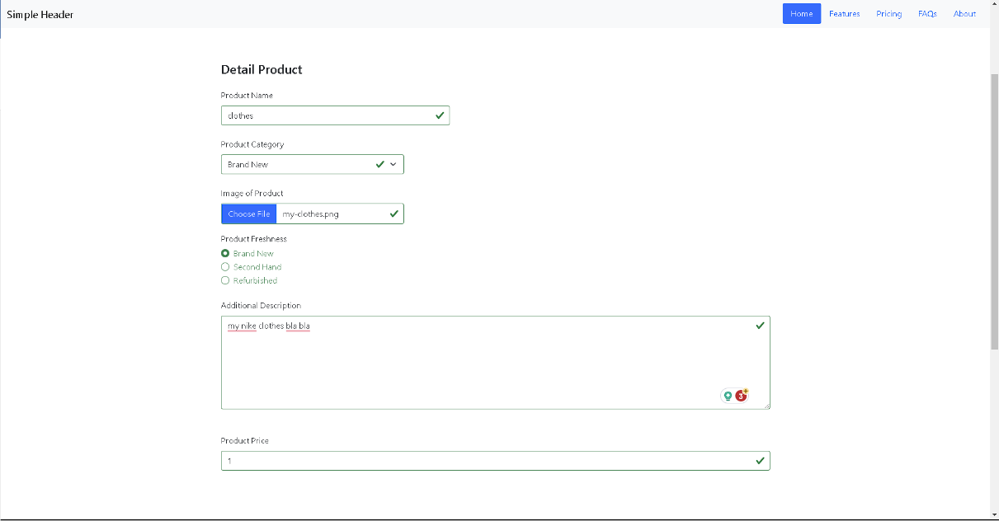 Simple Header
Home Features Pricing FAQs About
Detail Product
Product Name
clothes
Product Category
Brand New
Image of Product
Choose File my-clothes.png
Product Freshness
Brand New
Second Hand
Refurbished
Additional Description
my nike clothes bla bla
3
Product Price
1